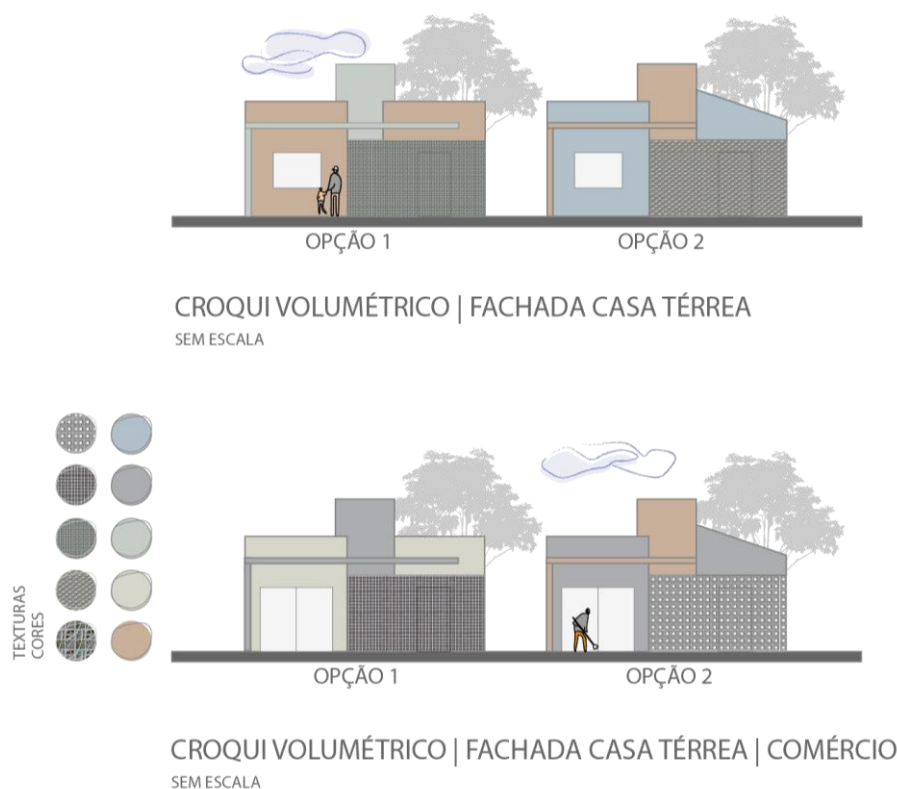 OPÇÃO 1
OPÇÃO 2
CROQUI VOLUMÉTRICO | FACHADA CASA TÉRREA
SEM ESCALA
TEXTURAS
CORES
OPÇÃO 1
OPÇÃO 2
CROQUI VOLUMÉTRICO | FACHADA CASA TÉRREA | COMÉRCIO
SEM ESCALA